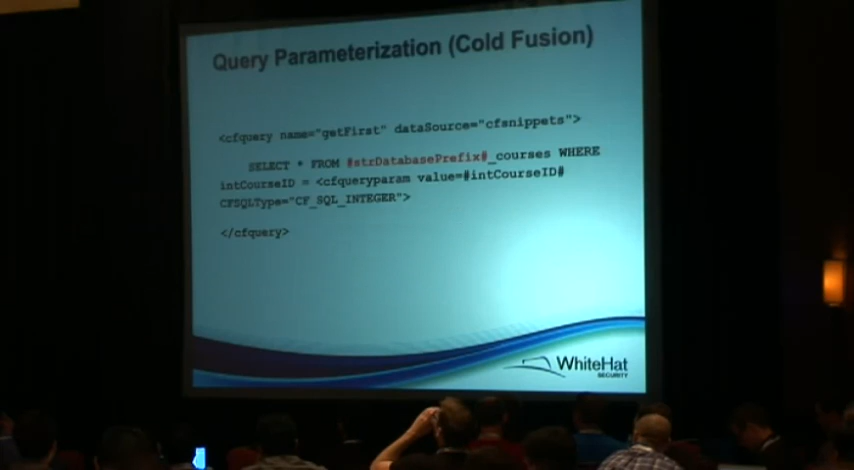 Query Parameterization (Cold Fusion)
<cfquery name="getFirst" dataSource="cfsnippets">
SELECT * FROM #strDatabasePrefix#_courses WHERE
intCourseID = <cfqueryparam value=#intCourseID#
CFSQLType="CF_SQL_INTEGER">
</cfquery>
WhiteHat
SECURITY